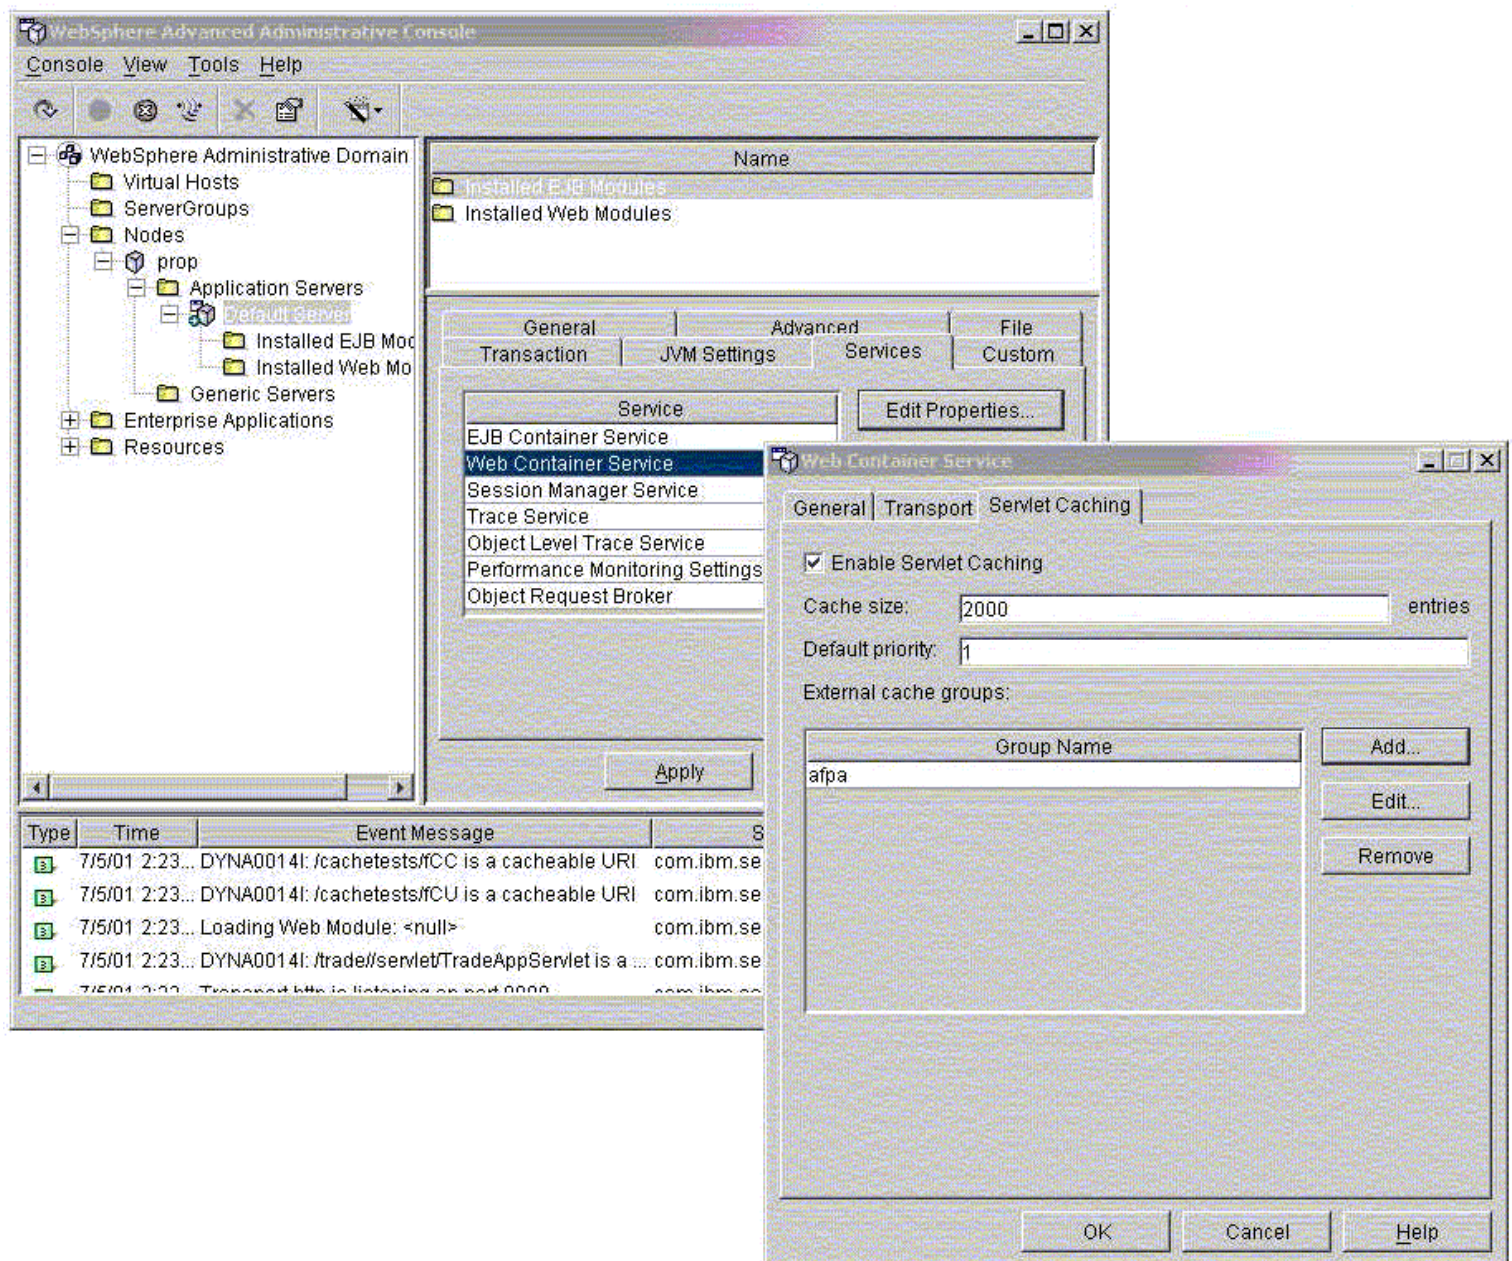 WebSphere Advanced Administrative Console
Console View Tools Help
WebSphere Administrative Domain
Virtual Hosts
ServerGroups
Nodes
prop
Application Servers
Default Server
Installed EJB Mod
Installed Web Mo
Generic Servers
Enterprise Applications
Resources
Name
Installed EJB Modules
Installed Web Modules
General Advanced File
Transaction JVM Settings Services Custom
Service
EJB Container Service
Web Container Service
Session Manager Service
Trace Service
Object Level Trace Service
Performance Monitoring Settings
Object Request Broker
Edit Properties...
Apply
Type Time Event Message S
7/5/01 2:23... DYNA0014I: /cachetests/fCC is a cacheable URI com.ibm.se
7/5/01 2:23... DYNA0014I: /cachetests/fCU is a cacheable URI com.ibm.se
7/5/01 2:23... Loading Web Module: <null> com.ibm.se
7/5/01 2:23... DYNA0014I: /trade//servlet/TradeAppServlet is a ... com.ibm.se
Transport http is listening on port
Web Container Service
General Transport Servlet Caching
Enable Servlet Caching
Cache size: 2000 entries
Default priority: 1
External cache groups:
Group Name
afpa
Add...
Edit...
Remove
OK Cancel Help